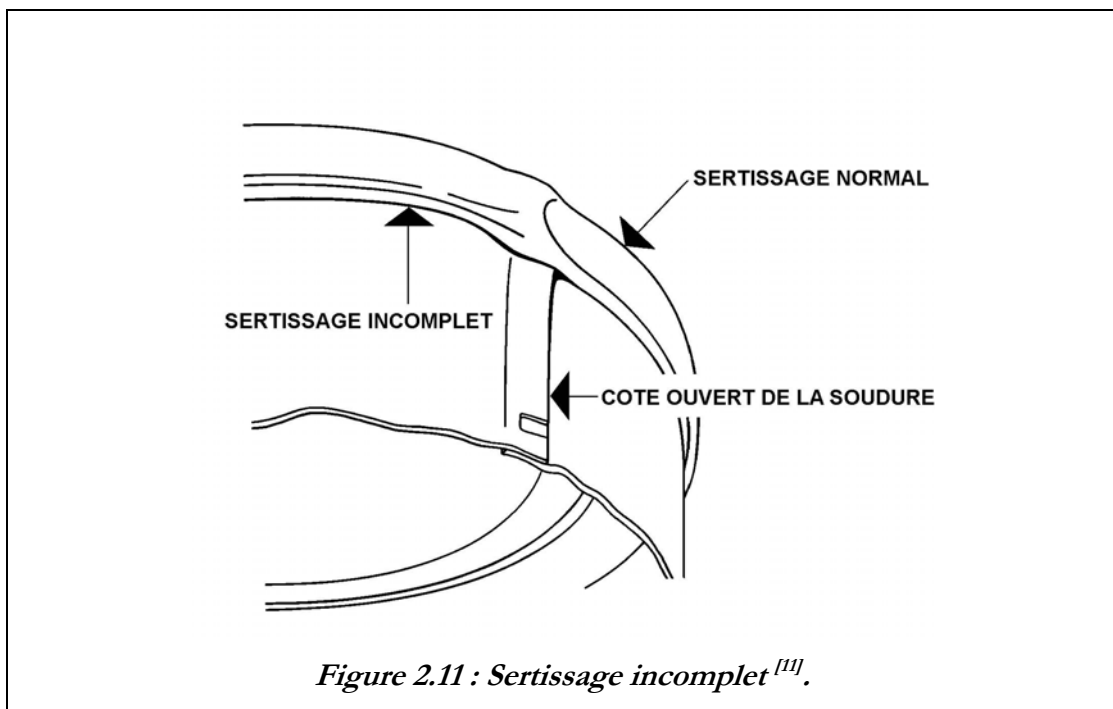 SERTISSAGE NORMAL
SERTISSAGE INCOMPLET
COTE OUVERT DE LA SOUDURE
Figure 2.11 : Sertissage incomplet [11].